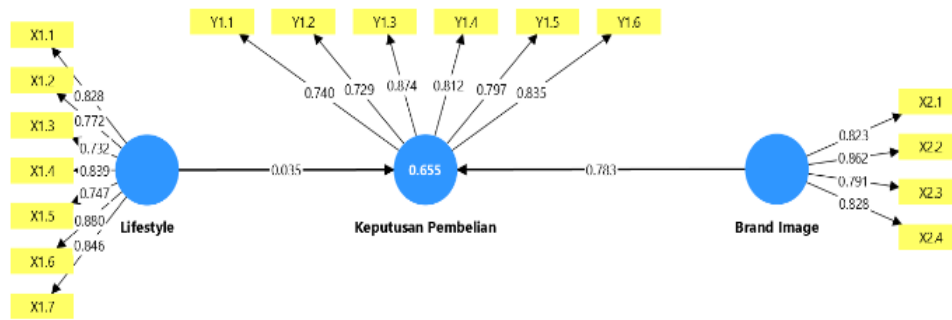 Y1.1 Y1.2 Y1.3 Y1.4 Y1.5 Y1.6
X1.1
X1.2
X1.3
X1.4
X1.5
X1.6
X1.7
0.828
0.772
0.732
0.839
0.747
0.880
0.846
0.740 0.729 0.874 0.812 0.797 0.835
Lifestyle
0.035
0.655
Keputusan Pembelian
0.783
Brand Image
0.823
0.862
0.791
0.828
X2.1
X2.2
X2.3
X2.4